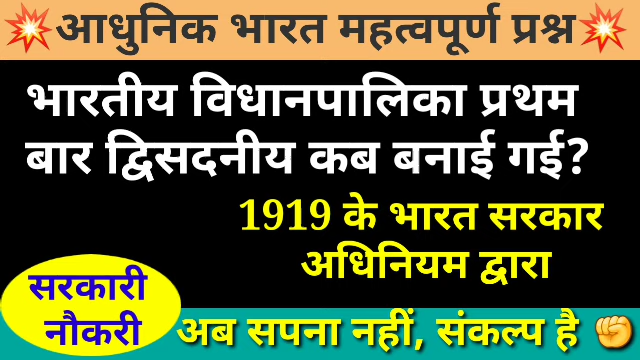 💥आधुनिक भारत महत्वपूर्ण प्रश्न💥
भारतीय विधानपालिका प्रथम
बार द्विसदनीय कब बनाई गई?
1919 के भारत सरकार
अधिनियम द्वारा
सरकारी
नौकरी
अब सपना नहीं, संकल्प है ✊